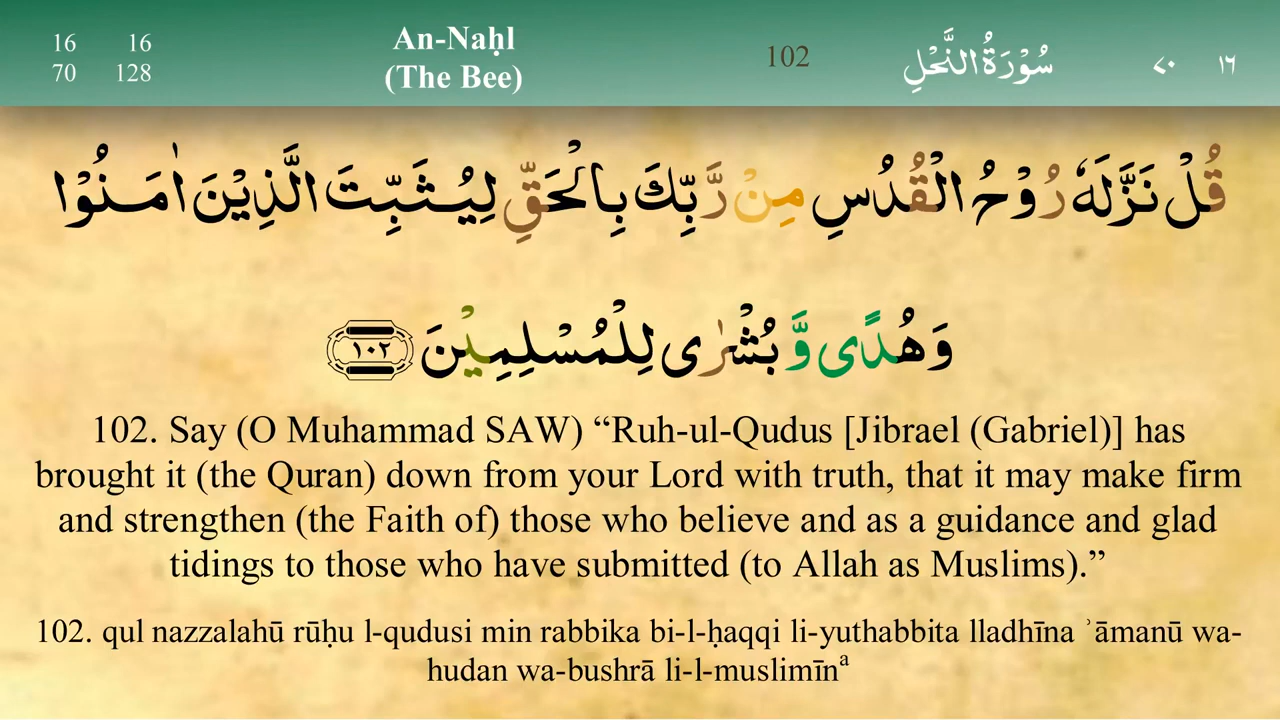 16 16
70 128
An-Naḥl
(The Bee)
102
سُوْرَةُ النَّحْلِ
٧٠ ١٦
قُلْ نَزَّلَهٗ رُوْحُ الْقُدُسِ مِنْ رَّبِّكَ بِالْحَقِّ لِيُـثَـبِّتَ الَّذِيْنَ اٰمَـنُوْا
وَهُدًى وَّبُشْرٰى لِلْمُسْلِمِيْنَ ١٠٢
102. Say (O Muhammad SAW) “Ruh-ul-Qudus [Jibrael (Gabriel)] has
brought it (the Quran) down from your Lord with truth, that it may make firm
and strengthen (the Faith of) those who believe and as a guidance and glad
tidings to those who have submitted (to Allah as Muslims).”
102. qul nazzalahū rūḥu l-qudusi min rabbika bi-l-ḥaqqi li-yuthabbita lladhīna ʾāmanū wa-
hudan wa-bushrā li-l-muslimīnᵃ